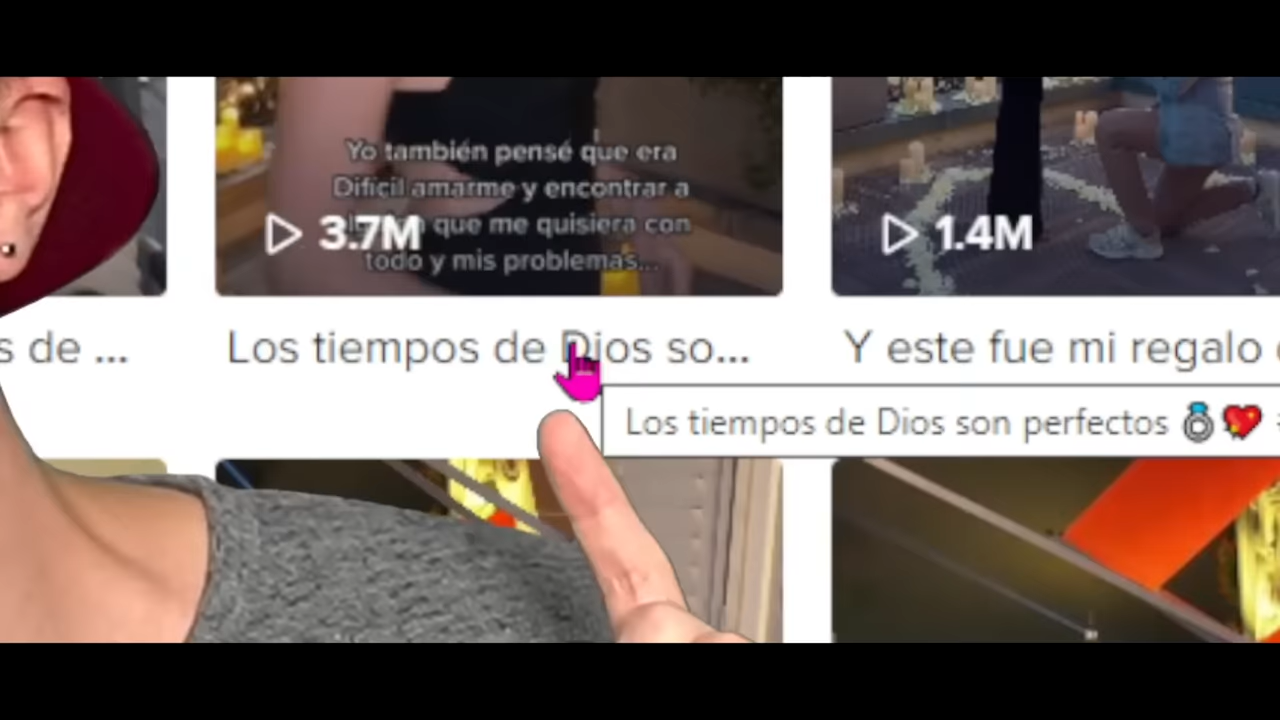 Yo también pensé que era
Dificil amarme y encontrar a
que me quisiera con
todo y mis problemas...
3.7M
1.4M
s de ...
Los tiempos de Dios so...
Y este fue mi regalo
Los tiempos de Dios son perfectos 💍💖